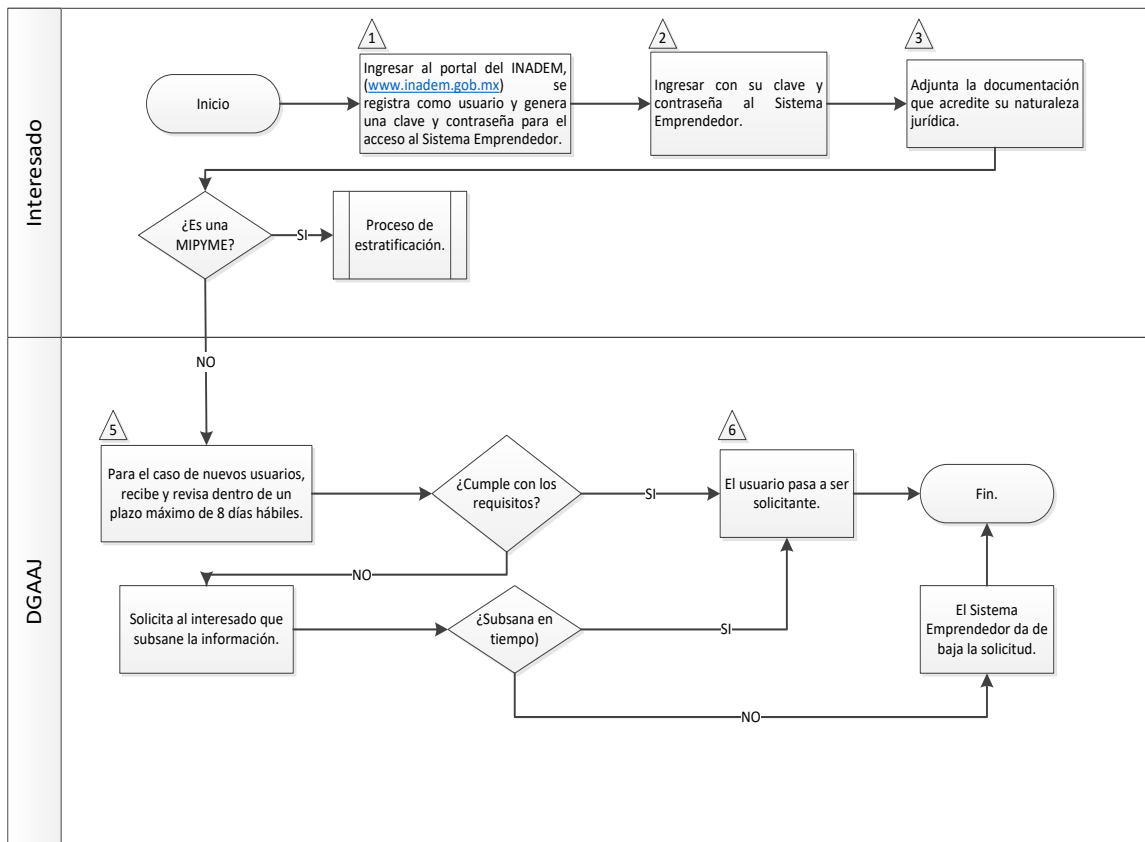 Interesado
Inicio
1
Ingresar al portal del INADEM,
(www.inadem.gob.mx) se
registra como usuario y genera
una clave y contraseña para el
acceso al Sistema Emprendedor.
2
Ingresar con su clave y
contraseña al Sistema
Emprendedor.
3
Adjunta la documentación
que acredite su naturaleza
jurídica.
¿Es una
MIPYME?
SI
Proceso de
estratificación.
NO
DGAAJ
5
Para el caso de nuevos usuarios,
recibe y revisa dentro de un
plazo máximo de 8 días hábiles.
¿Cumple con los
requisitos?
SI
6
El usuario pasa a ser
solicitante.
Fin.
NO
Solicita al interesado que
subsane la información.
¿Subsana en
tiempo)
SI
El Sistema
Emprendedor da de
baja la solicitud.
NO